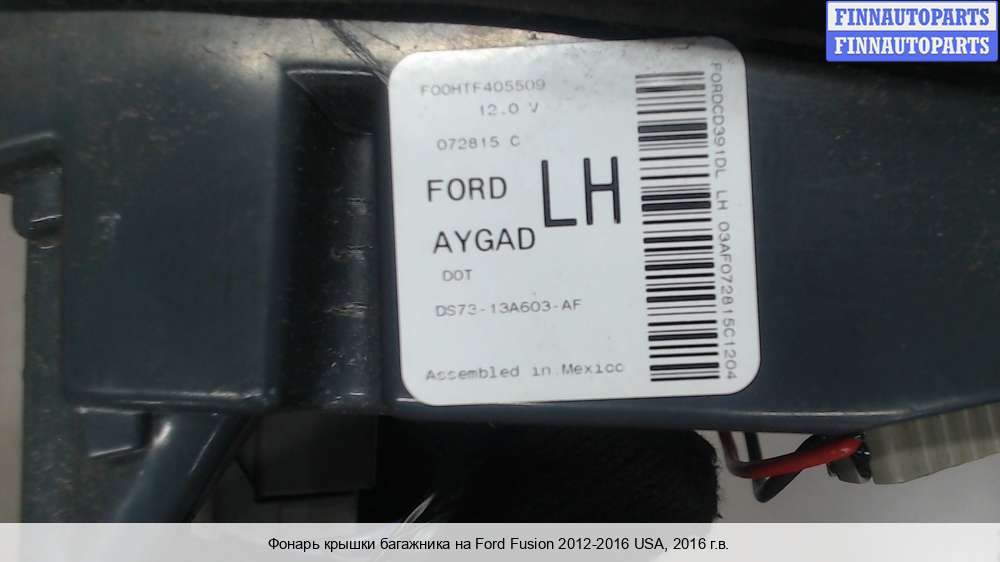 FINNAUTOPARTS
FINNAUTOPARTS
F00HTF405509
12.0 V
072815 C
FORD
LH
AYGAD
DOT
DS73-13A603-AF
Assembled in Mexico
FORDCD391DL LH 03AF072815C1204
Фонарь крышки багажника на Ford Fusion 2012-2016 USA, 2016 г.в.